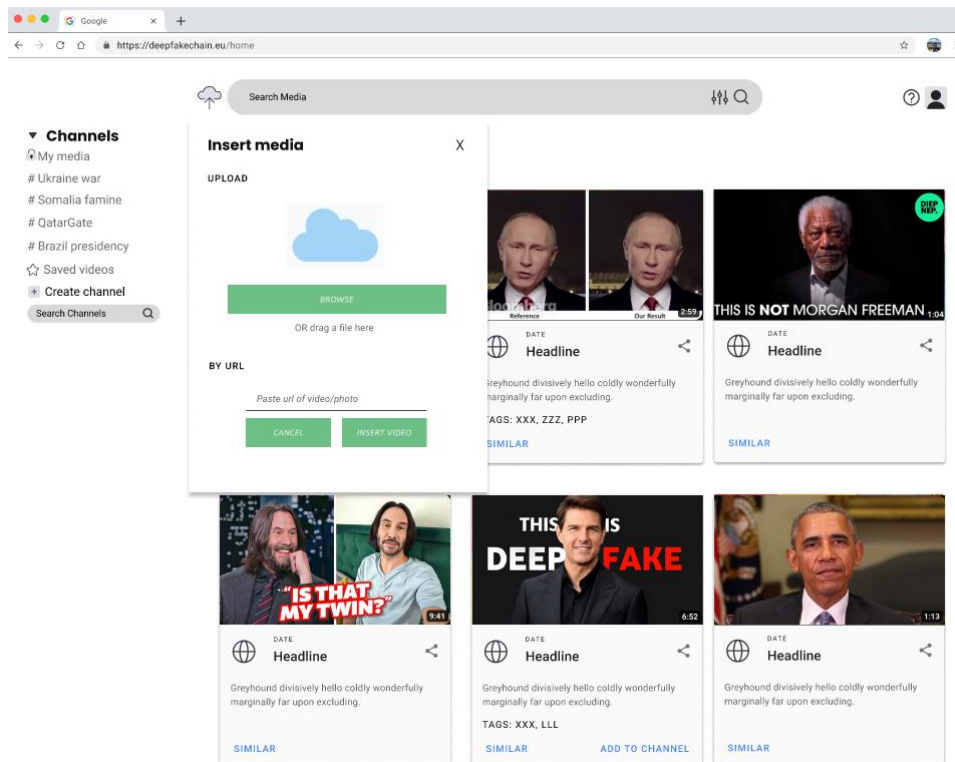 Google × +
https://deepfakechain.eu/home
Search Media
Channels
My media
# Ukraine war
# Somalia famine
# QatarGate
# Brazil presidency
Saved videos
+ Create channel
Search Channels
Insert media X
UPLOAD
BROWSE
OR drag a file here
BY URL
Paste url of video/photo
CANCEL INSERT VIDEO
Reference Our Result 2:59
DATE
Headline
Greyhound divisively hello coldly wonderfully
marginally far upon excluding.
TAGS: XXX, ZZZ, PPP
SIMILAR
DIEP
NEP.
THIS IS NOT MORGAN FREEMAN 1:04
DATE
Headline
Greyhound divisively hello coldly wonderfully
marginally far upon excluding.
SIMILAR
"IS THAT
MY TWIN?"
9:41
DATE
Headline
Greyhound divisively hello coldly wonderfully
marginally far upon excluding.
SIMILAR
THIS IS
DEEP FAKE
6:52
DATE
Headline
Greyhound divisively hello coldly wonderfully
marginally far upon excluding.
TAGS: XXX, LLL
SIMILAR ADD TO CHANNEL
1:13
DATE
Headline
Greyhound divisively hello coldly wonderfully
marginally far upon excluding.
SIMILAR